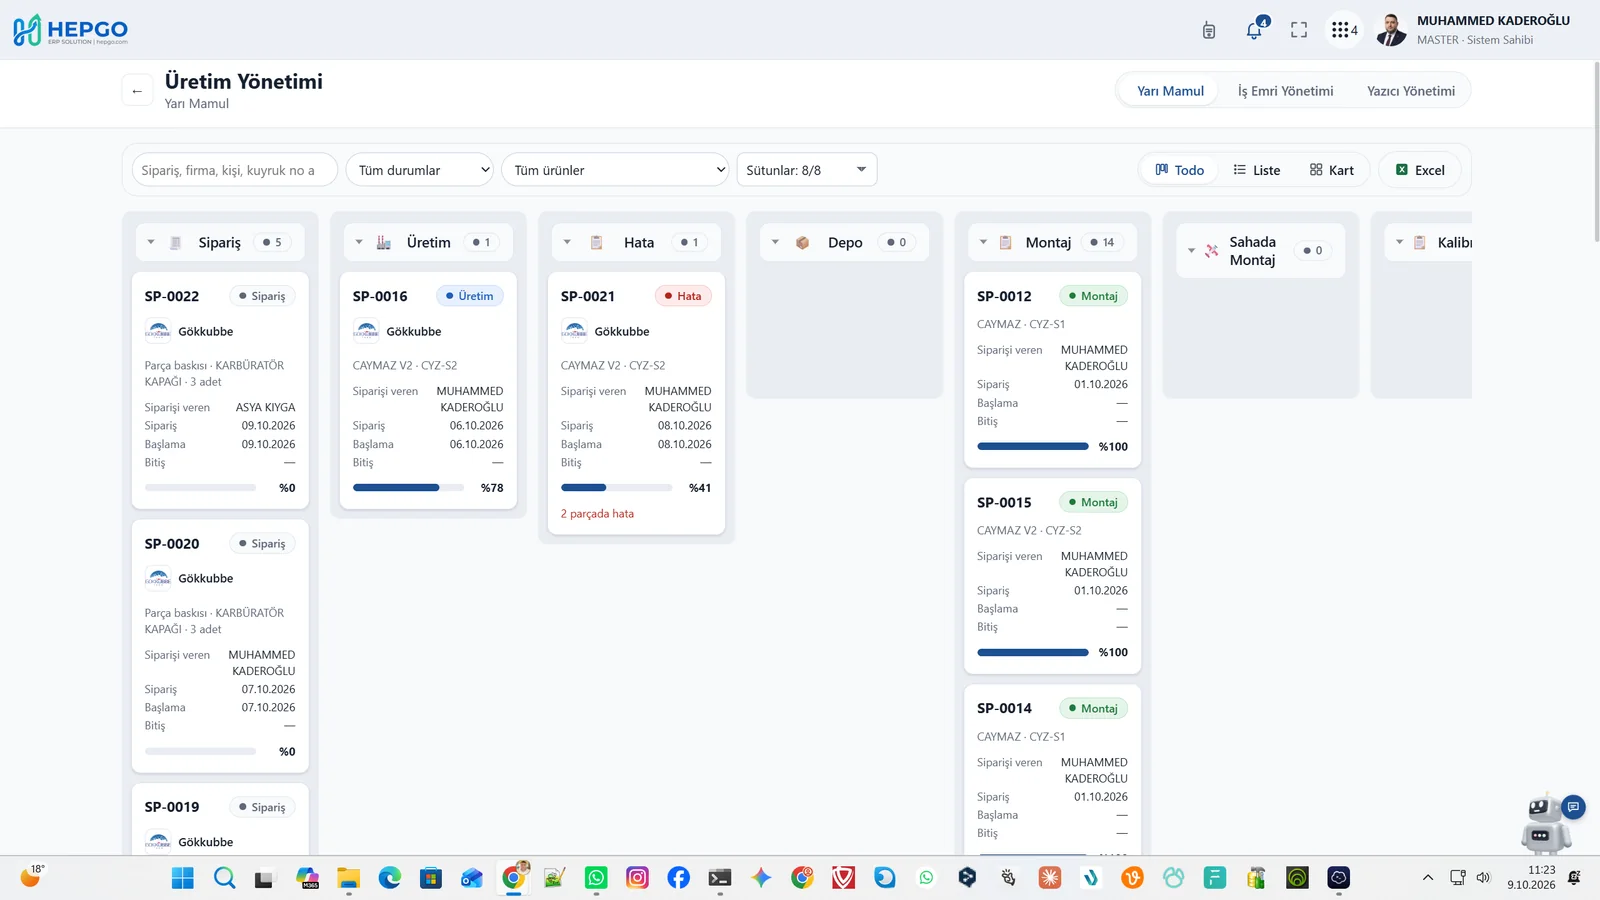 HEPGO
ERP SOLUTION | hepgo.com
4
4
MUHAMMED KADEROĞLU
MASTER · Sistem Sahibi
←
Üretim Yönetimi
Yarı Mamul
Yarı Mamul
İş Emri Yönetimi
Yazıcı Yönetimi
Sipariş, firma, kişi, kuyruk no a
Tüm durumlar
Tüm ürünler
Sütunlar: 8/8
Todo
Liste
Kart
Excel
Sipariş
5
SP-0022
Sipariş
Gökkubbe
Parça baskısı · KARBÜRATÖR
KAPAĞI · 3 adet
Siparişi veren ASYA KIYGA
Sipariş 09.10.2026
Başlama 09.10.2026
Bitiş —
%0
SP-0020
Sipariş
Gökkubbe
Parça baskısı · KARBÜRATÖR
KAPAĞI · 3 adet
Siparişi veren MUHAMMED
KADEROĞLU
Sipariş 07.10.2026
Başlama 07.10.2026
Bitiş —
%0
SP-0019
Sipariş
Gökkubbe
Üretim
1
SP-0016
Üretim
Gökkubbe
CAYMAZ V2 · CYZ-S2
Siparişi veren MUHAMMED
KADEROĞLU
Sipariş 06.10.2026
Başlama 06.10.2026
Bitiş —
%78
Hata
1
SP-0021
Hata
Gökkubbe
CAYMAZ V2 · CYZ-S2
Siparişi veren MUHAMMED
KADEROĞLU
Sipariş 08.10.2026
Başlama 08.10.2026
Bitiş —
%41
2 parçada hata
Depo
0
Montaj
14
SP-0012
Montaj
CAYMAZ · CYZ-S1
Siparişi veren MUHAMMED
KADEROĞLU
Sipariş 01.10.2026
Başlama —
Bitiş —
%100
SP-0015
Montaj
CAYMAZ V2 · CYZ-S2
Siparişi veren MUHAMMED
KADEROĞLU
Sipariş 01.10.2026
Başlama —
Bitiş —
%100
SP-0014
Montaj
CAYMAZ · CYZ-S1
Siparişi veren MUHAMMED
KADEROĞLU
Sipariş 01.10.2026
Başlama —
Bitiş —
Sahada
Montaj
0
18°
M365
11:23
9.10.2026